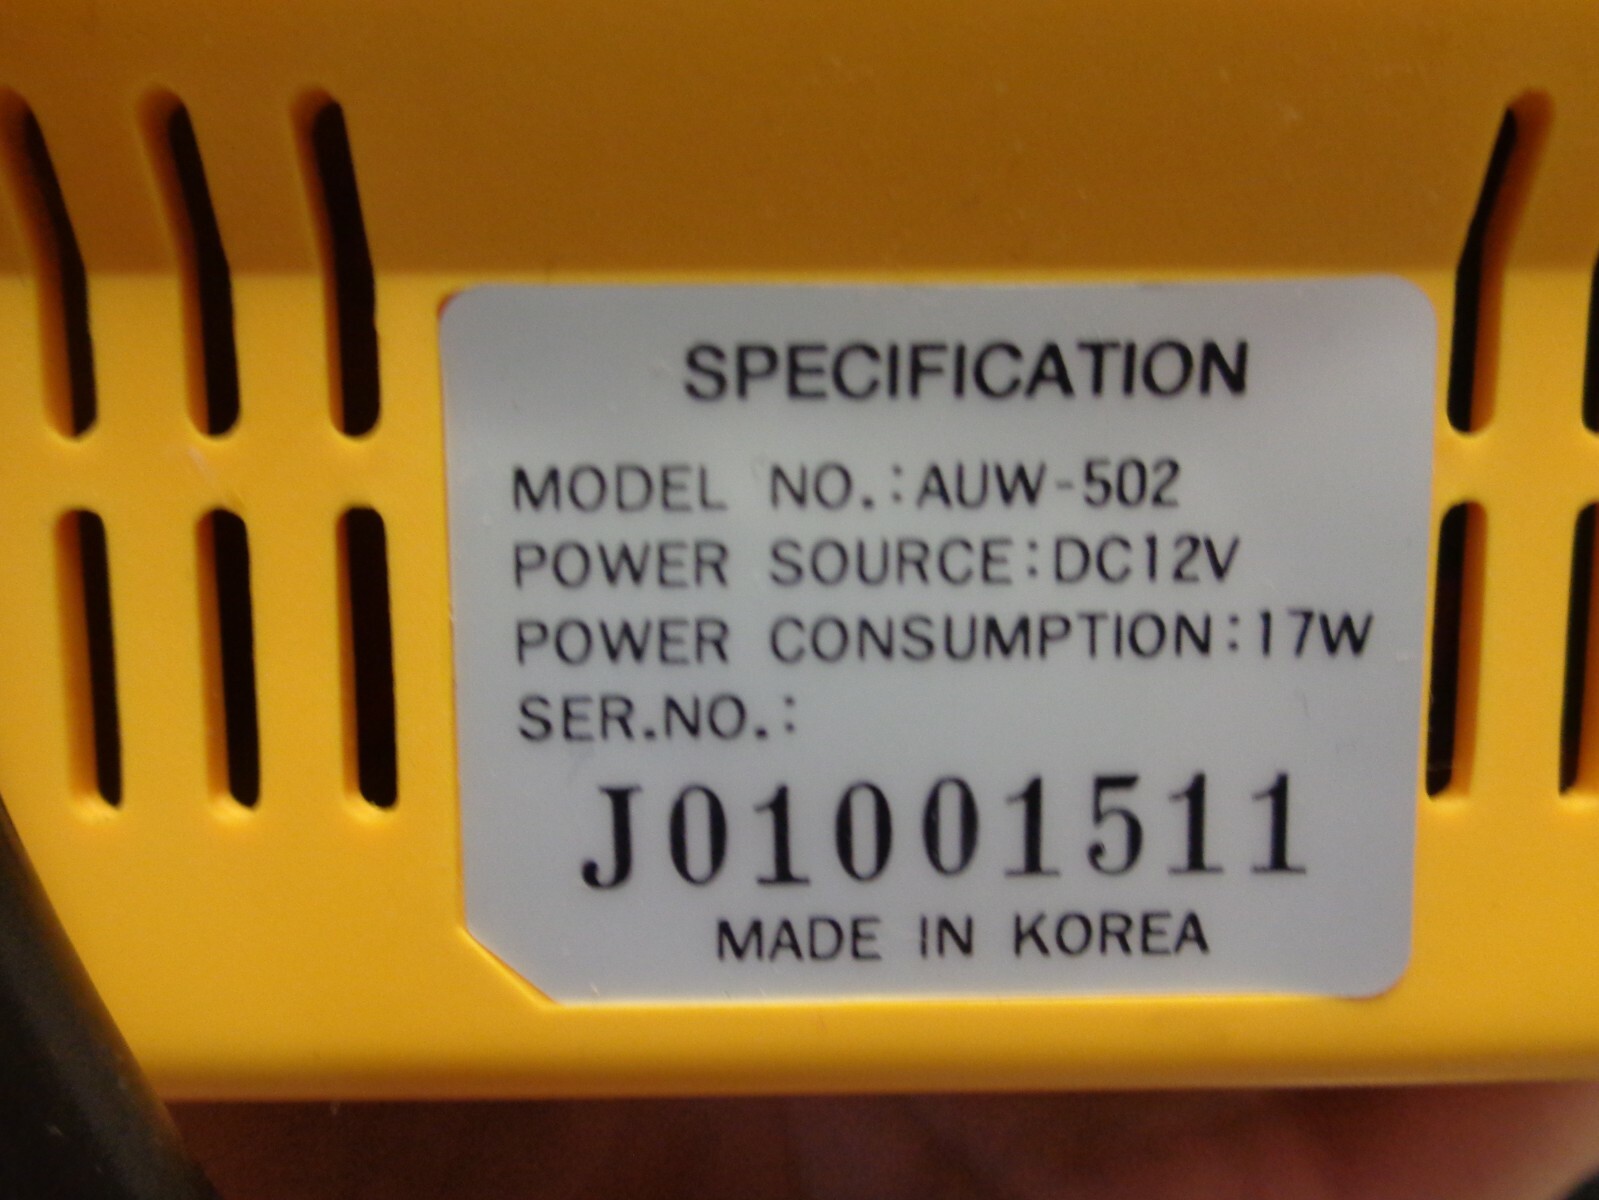 SPECIFICATION
MODEL NO.:AUW-502
POWER SOURCE:DC12V
POWER CONSUMPTION:17W
SER.NO.:
J01001511
MADE IN KOREA